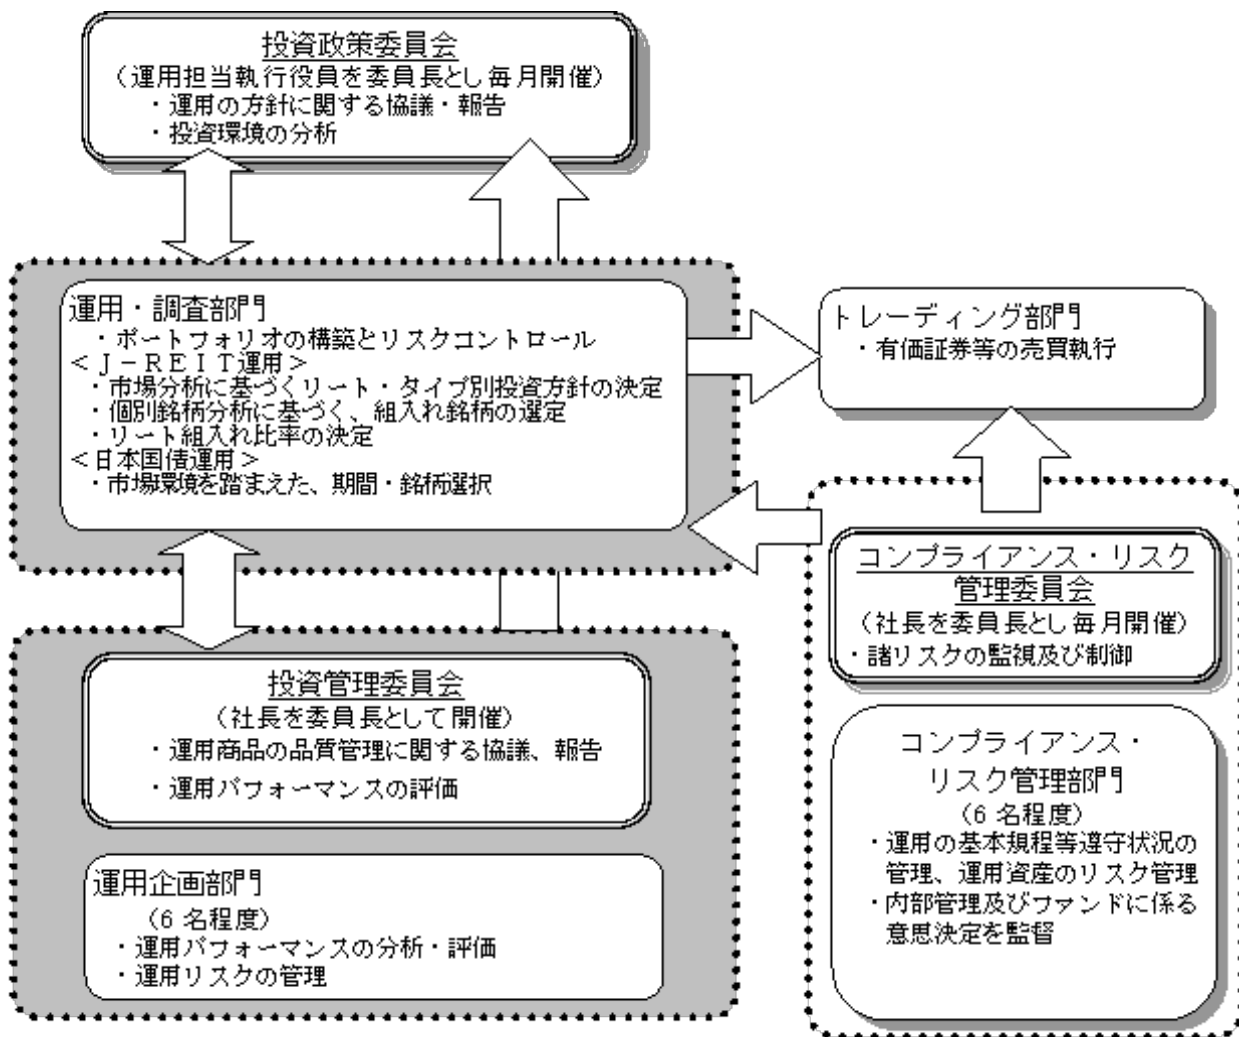 投資政策委員会
（運用担当執行役員を委員長とし毎月開催）
・運用の方針に関する協議・報告
・投資環境の分析
運用・調査部門
・ポートフォリオの構築とリスクコントロール
＜Ｊ－ＲＥＩＴ運用＞
・市場分析に基づくリート・タイプ別投資方針の決定
・個別銘柄分析に基づく、組入れ銘柄の選定
・リート組入れ比率の決定
＜日本国債運用＞
・市場環境を踏まえた、期間・銘柄選択
トレーディング部門
・有価証券等の売買執行
コンプライアンス・リスク
管理委員会
（社長を委員長とし毎月開催）
・諸リスクの監視及び制御
投資管理委員会
（社長を委員長として開催）
・運用商品の品質管理に関する協議、報告
・運用パフォーマンスの評価
運用企画部門
（6 名程度）
・運用パフォーマンスの分析・評価
・運用リスクの管理
コンプライアンス・
リスク管理部門
（6 名程度）
・運用の基本規程等遵守状況の
管理、運用資産のリスク管理
・内部管理及びファンドに係る
意思決定を監督